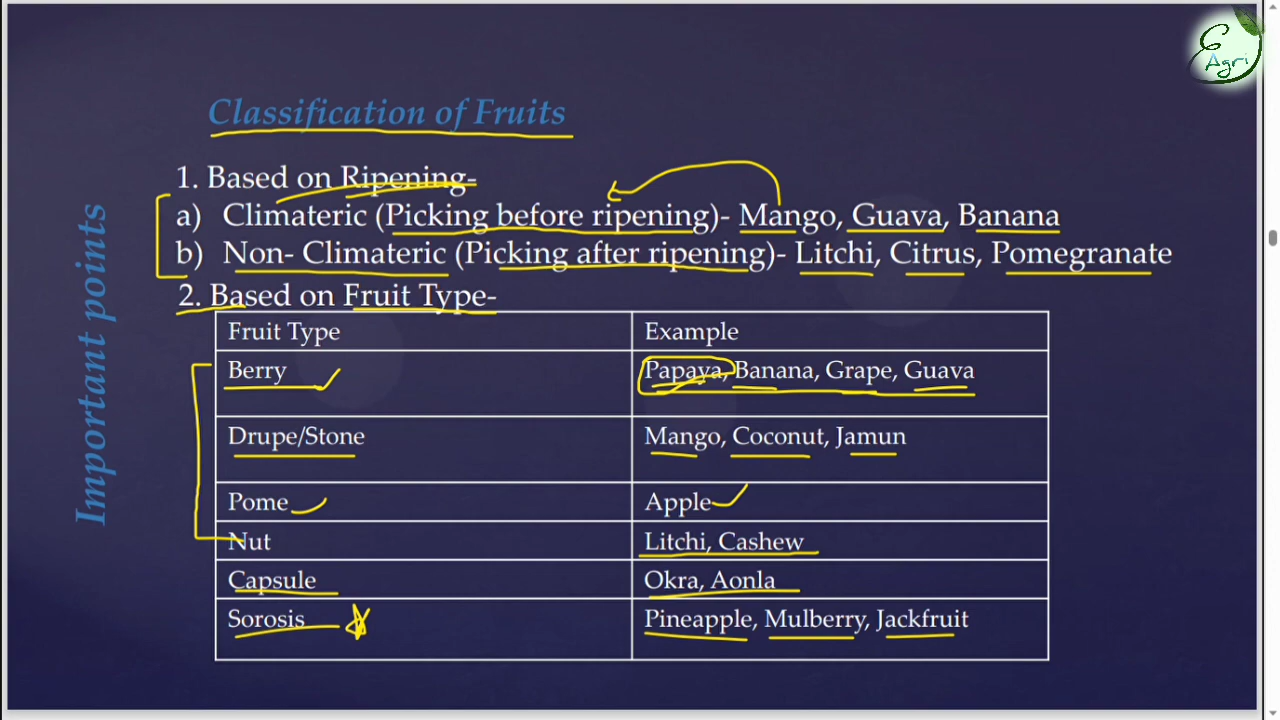 E Agri
Classification of Fruits
Important points
1. Based on Ripening-
a) Climateric (Picking before ripening)- Mango, Guava, Banana
b) Non- Climateric (Picking after ripening)- Litchi, Citrus, Pomegranate
2. Based on Fruit Type-
Fruit Type Example
Berry Papaya, Banana, Grape, Guava
Drupe/Stone Mango, Coconut, Jamun
Pome Apple
Nut Litchi, Cashew
Capsule Okra, Aonla
Sorosis Pineapple, Mulberry, Jackfruit